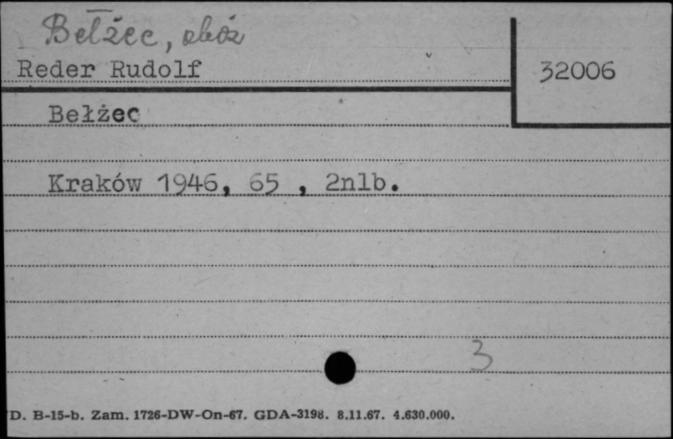 Bełżec, obóz
Reder Rudolf
32006
Bełżec
Kraków 1946, 65 , 2nlb.
3
D. B-15-b. Zam. 1726-DW-On-67. GDA-3198. 8.11.67. 4.630.000.